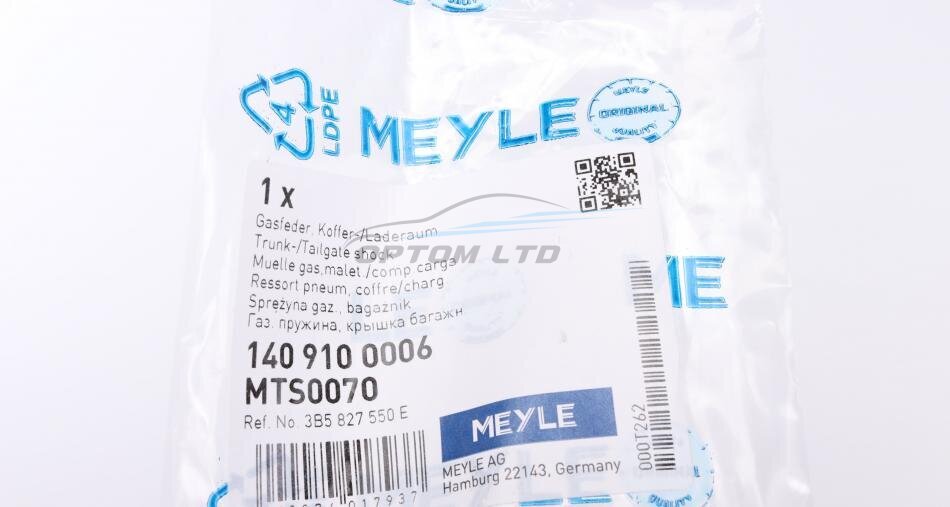 4
LDPE
MEYLE
MEYLE
ORIGINAL
QUALITY
1 x
Gasfeder, Koffer-/Laderaum
Trunk-/Tailgate shock
Muelle gas,malet./comp carga
Ressort pneum, coffre/charg
Sprężyna gaz., bagażnik
Газ. пружина, крышка багажн
OPTOM LTD
140 910 0006
MTS0070
Ref. No. 3B5 827 550 E
MEYLE
MEYLE AG
Hamburg 22143, Germany
000T262